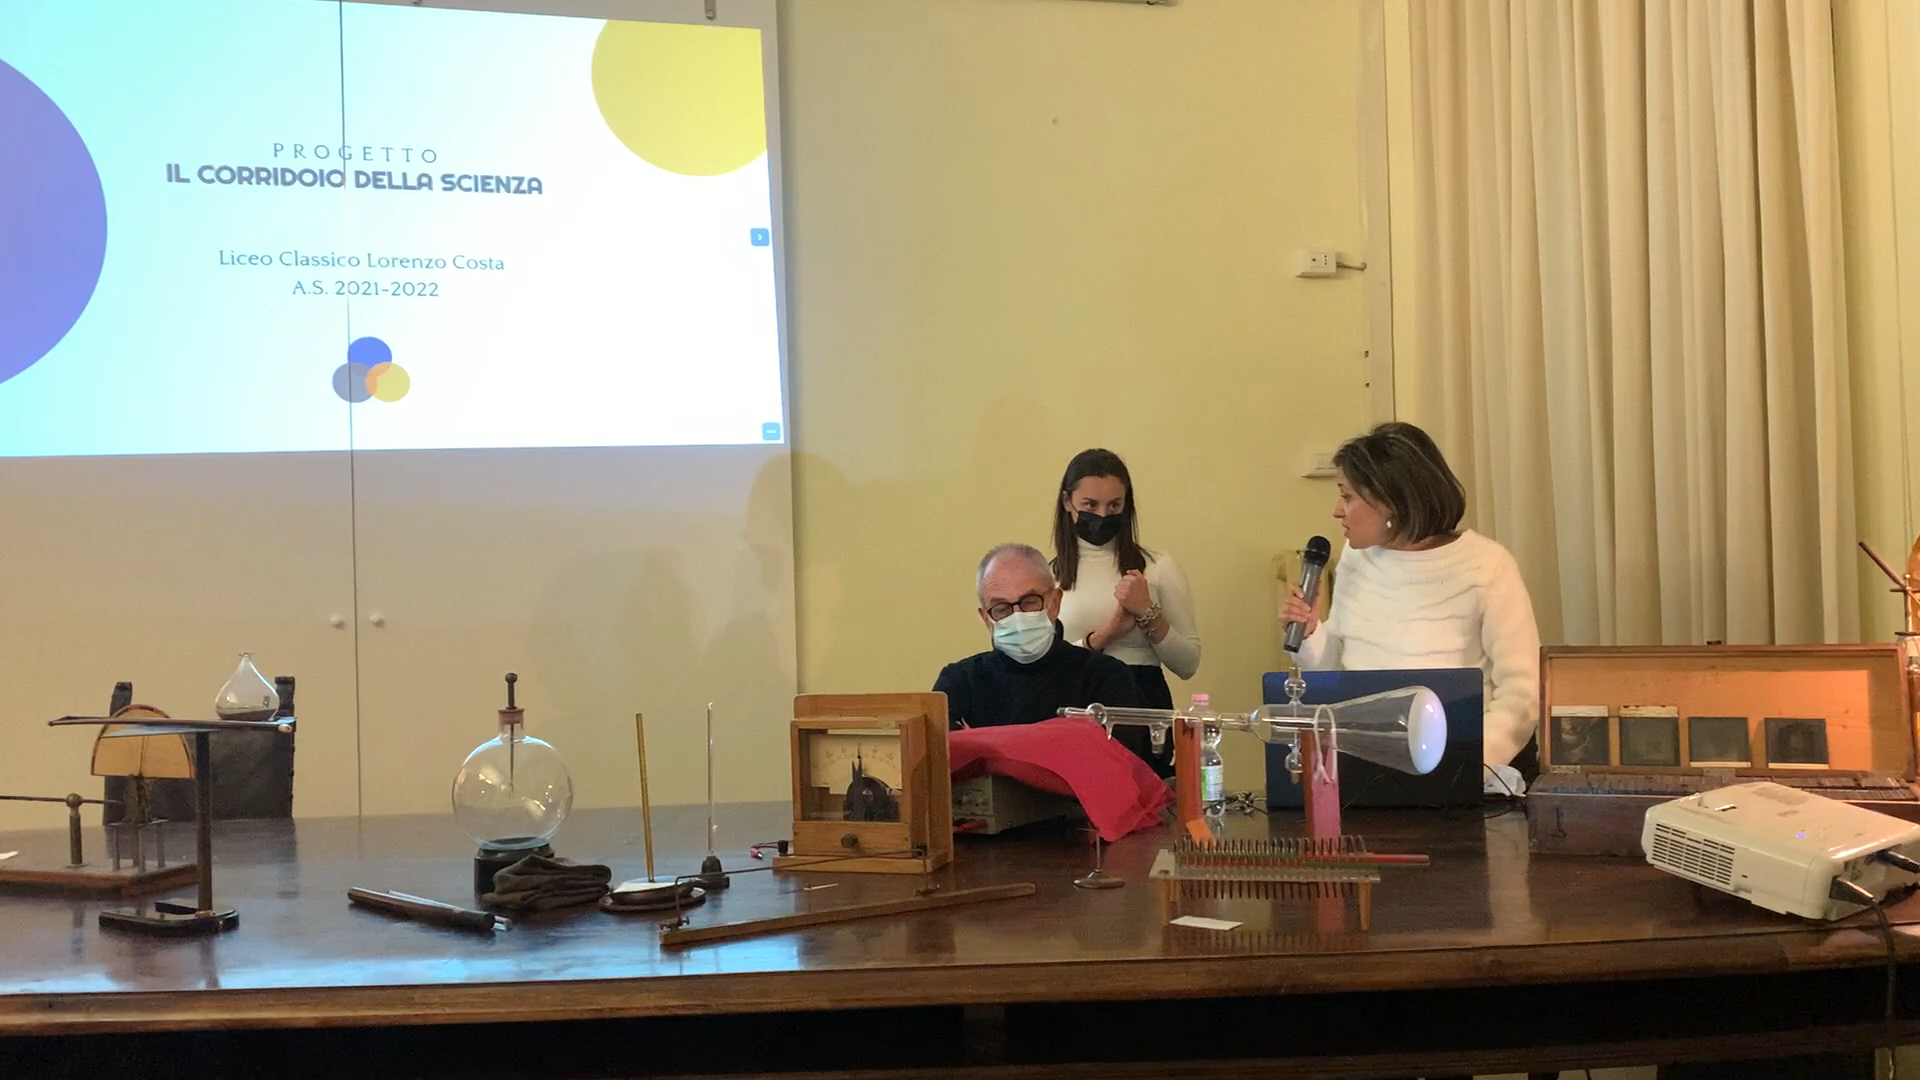 PROGETTO
IL CORRIDOIO DELLA SCIENZA
Liceo Classico Lorenzo Costa
A.S. 2021-2022